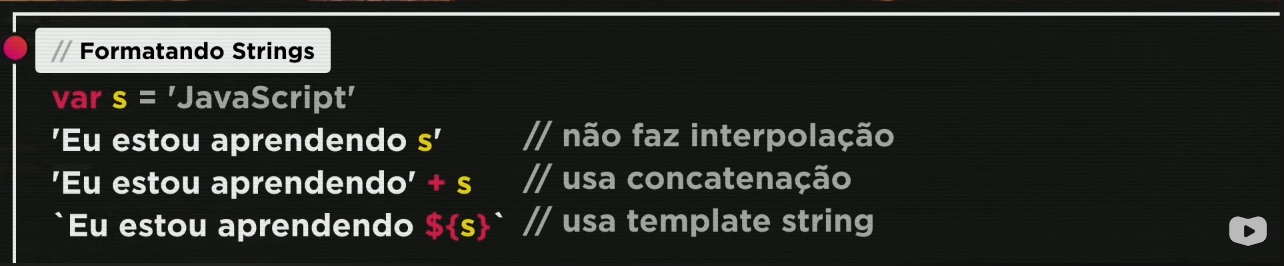 // Formatando Strings
var s = 'JavaScript'
'Eu estou aprendendo s' // não faz interpolação
'Eu estou aprendendo' + s // usa concatenação
`Eu estou aprendendo ${s}` // usa template string